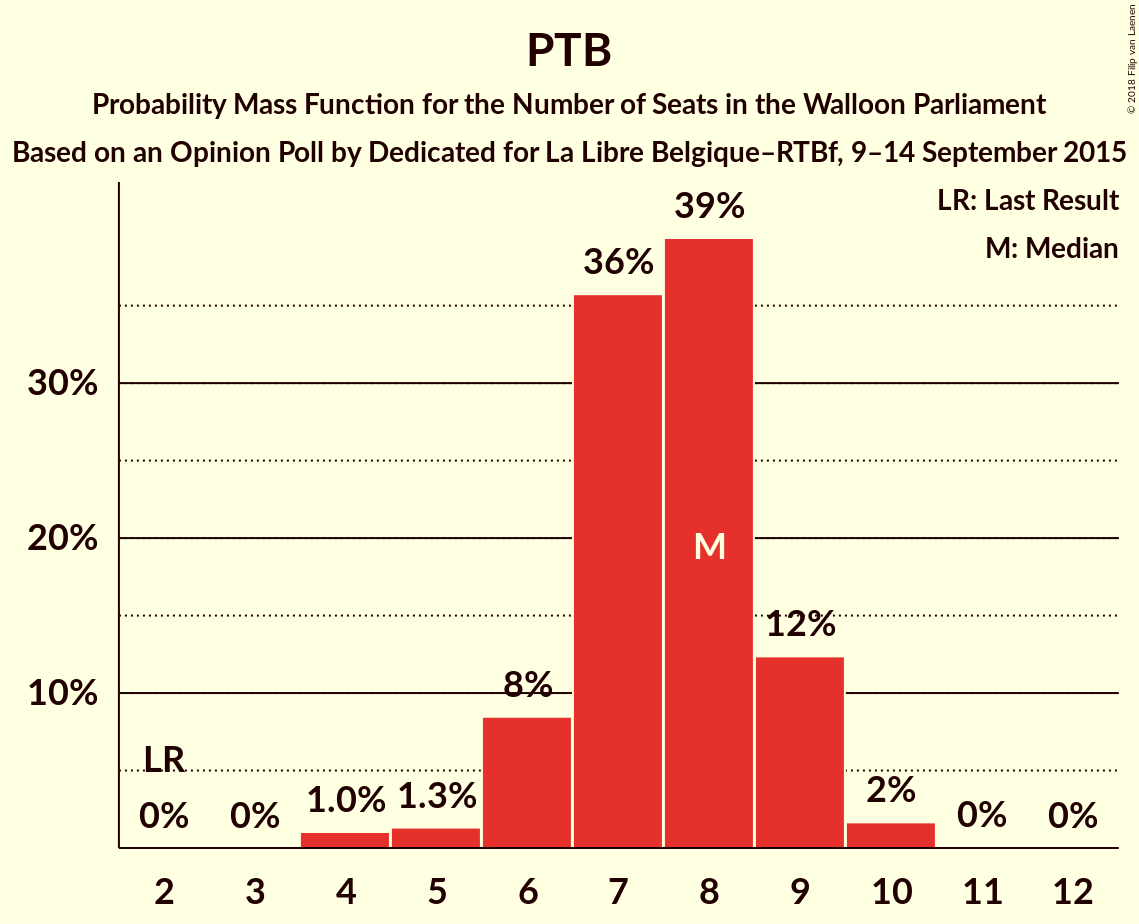 PTB
Probability Mass Function for the Number of Seats in the Walloon Parliament
Based on an Opinion Poll by Dedicated for La Libre Belgique–RTBf, 9–14 September 2015
© 2018 Filip van Laenen
LR: Last Result
M: Median
39%
36%
30%
20%
M
12%
10%
8%
LR
0%
0%
1.0%
1.3%
2%
0%
0%
2 3 4 5 6 7 8 9 10 11 12